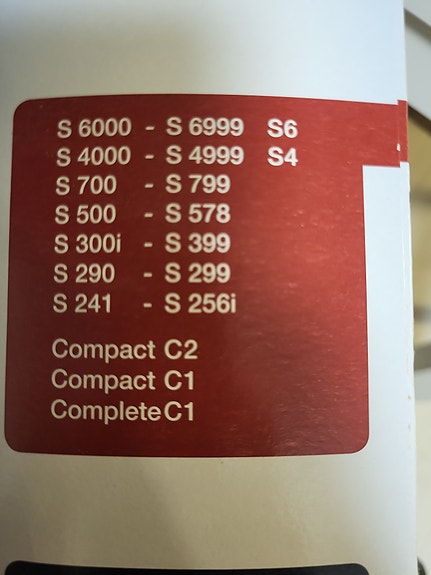 S 6000 - S 6999 S6
S 4000 - S 4999 S4
S 700 - S 799
S 500 - S 578
S 300i - S 399
S 290 - S 299
S 241 - S 256i
Compact C2
Compact C1
Complete C1